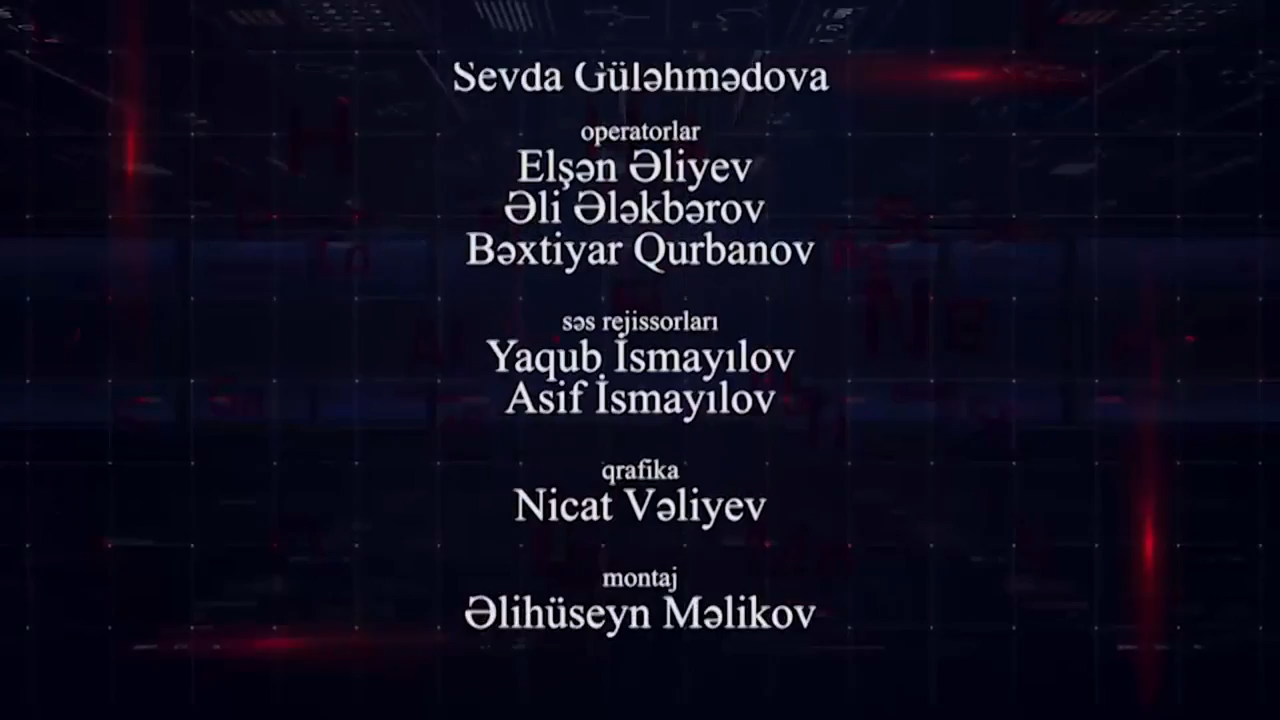 Sevda Güləhmədova
operatorlar
Elşən Əliyev
Əli Ələkbərov
Bəxtiyar Qurbanov
səs rejissorları
Yaqub İsmayılov
Asif İsmayılov
qrafika
Nicat Vəliyev
montaj
Əlihüseyn Məlikov